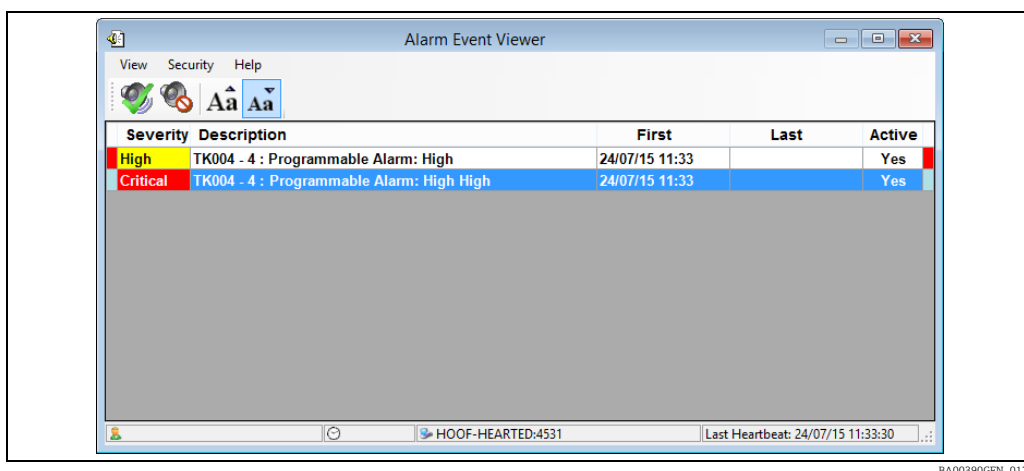 Alarm Event Viewer
View Security Help
Aa Aa
Severity Description First Last Active
High TK004 - 4 : Programmable Alarm: High 24/07/15 11:33 Yes
Critical TK004 - 4 : Programmable Alarm: High High 24/07/15 11:33 Yes
HOOF-HEARTED:4531 Last Heartbeat: 24/07/15 11:33:30